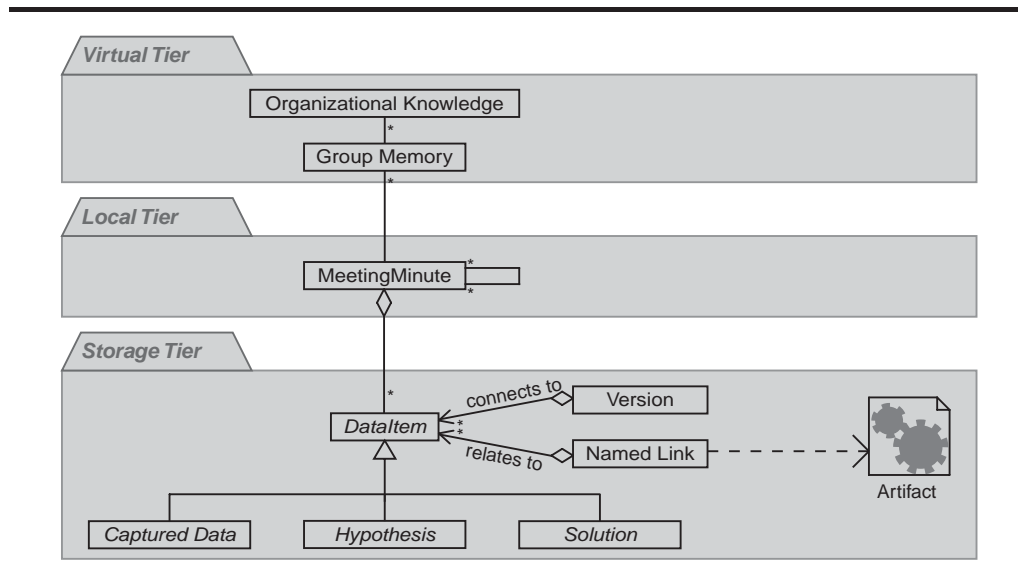 Virtual Tier
Organizational Knowledge
*
Group Memory
*
Local Tier
MeetingMinute
*
*
Storage Tier
*
DataItem
connects to
Version
*
*
relates to
Named Link
Artifact
Captured Data
Hypothesis
Solution